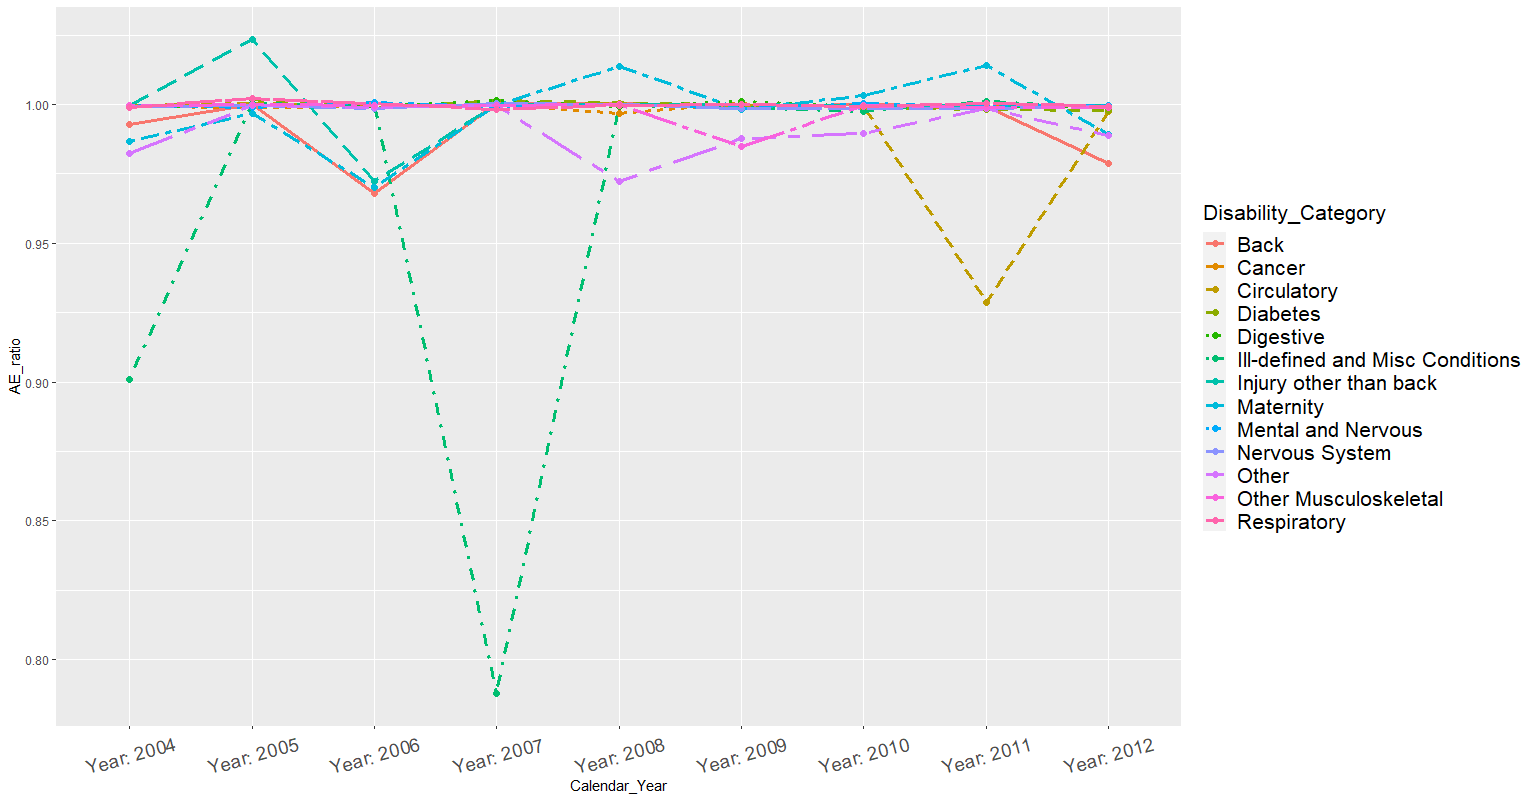 AE_ratio
1.00
0.95
0.90
0.85
0.80
Year: 2004
Year: 2005
Year: 2006
Year: 2007
Year: 2008
Year: 2009
Year: 2010
Year: 2011
Year: 2012
Calendar_Year
Disability_Category
Back
Cancer
Circulatory
Diabetes
Digestive
Ill-defined and Misc Conditions
Injury other than back
Maternity
Mental and Nervous
Nervous System
Other
Other Musculoskeletal
Respiratory